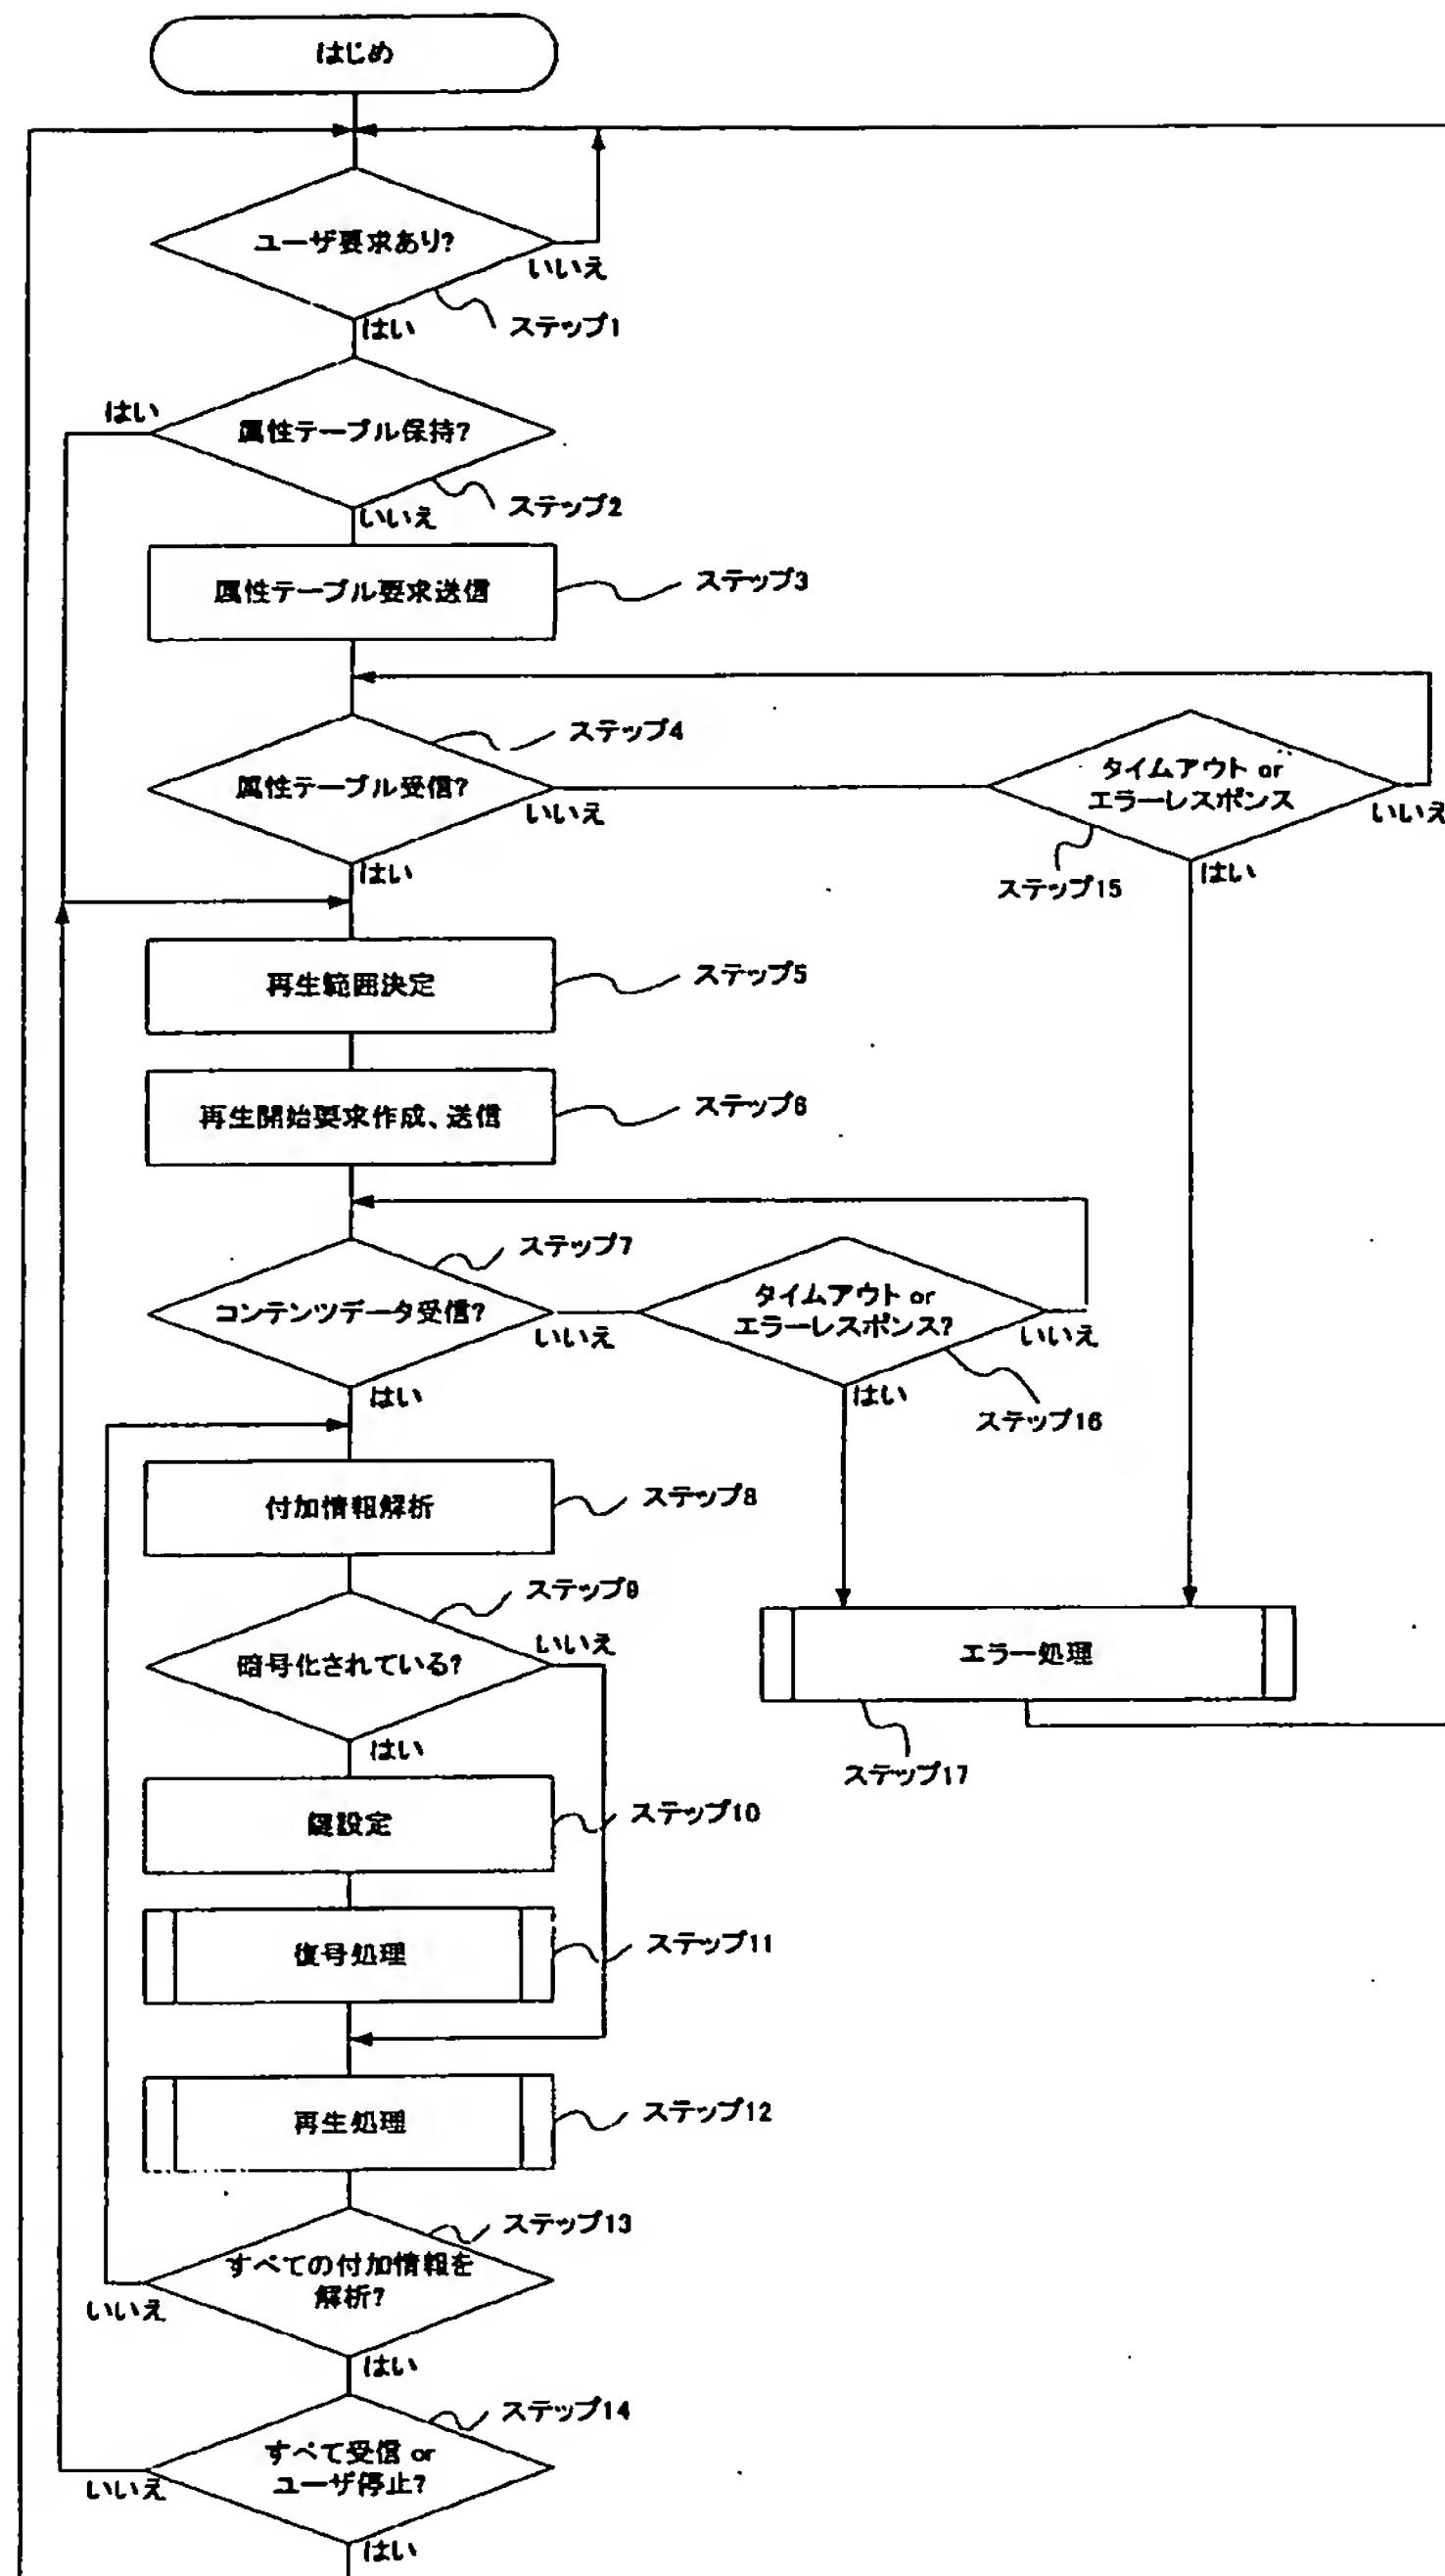 はじめ
ユーザ要求あり?
いいえ
はい
ステップ1
はい
属性テーブル保持?
ステップ2
いいえ
属性テーブル要求送信
ステップ3
ステップ4
属性テーブル受信?
いいえ
はい
タイムアウト or
エラーレスポンス
いいえ
ステップ15
はい
再生範囲決定
ステップ5
再生開始要求作成、送信
ステップ6
ステップ7
コンテンツデータ受信?
いいえ
はい
タイムアウト or
エラーレスポンス?
いいえ
はい
ステップ16
付加情報解析
ステップ8
ステップ9
暗号化されている?
いいえ
はい
エラー処理
ステップ17
鍵設定
ステップ10
復号処理
ステップ11
再生処理
ステップ12
ステップ13
すべての付加情報を
解析?
いいえ
はい
ステップ14
すべて受信 or
ユーザ停止?
いいえ
はい